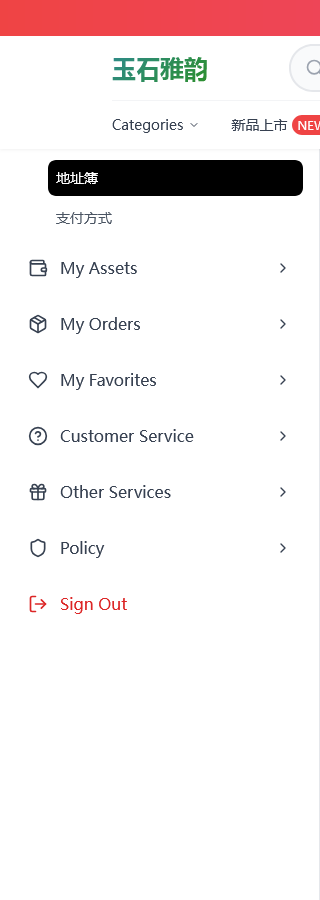 玉石雅韵
Categories
新品上市
地址簿
支付方式
My Assets
My Orders
My Favorites
Customer Service
Other Services
Policy
Sign Out